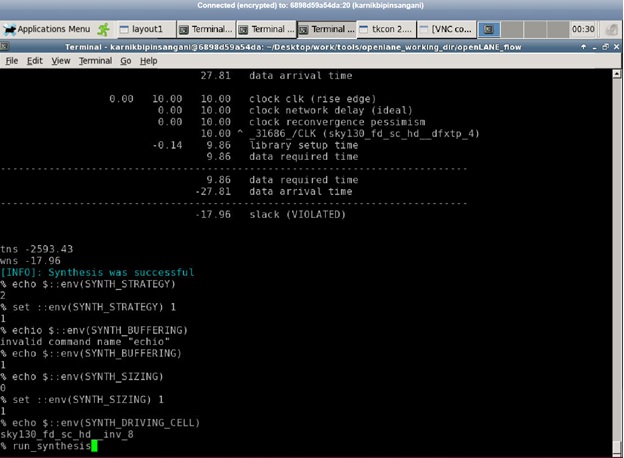 Connected (encrypted) to: 6898d59a54da:20 (karnikbipinsangani)
Applications Menu layout1 Terminal... Terminal ... Terminal ... tkcon 2.... [VNC co... 00:30
Terminal - karnikbipinsangani@6898d59a54da: ~/Desktop/work/tools/openlane_working_dir/openLANE_flow
File Edit View Terminal Go Help
27.81 data arrival time
0.00 10.00 10.00 clock clk (rise edge)
0.00 10.00 clock network delay (ideal)
0.00 10.00 clock reconvergence pessimism
10.00 ^ _31686_/CLK (sky130_fd_sc_hd__dfxtp_4)
-0.14 9.86 library setup time
9.86 data required time
---------------------------------------------------------------------------
9.86 data required time
-27.81 data arrival time
---------------------------------------------------------------------------
-17.96 slack (VIOLATED)
tns -2593.43
wns -17.96
[INFO]: Synthesis was successful
% echo $::env(SYNTH_STRATEGY)
2
% set ::env(SYNTH_STRATEGY) 1
1
% echio $::env(SYNTH_BUFFERING)
invalid command name "echio"
% echo $::env(SYNTH_BUFFERING)
1
% echo $::env(SYNTH_SIZING)
0
% set ::env(SYNTH_SIZING) 1
1
% echo $::env(SYNTH_DRIVING_CELL)
sky130_fd_sc_hd__inv_8
% run_synthesis